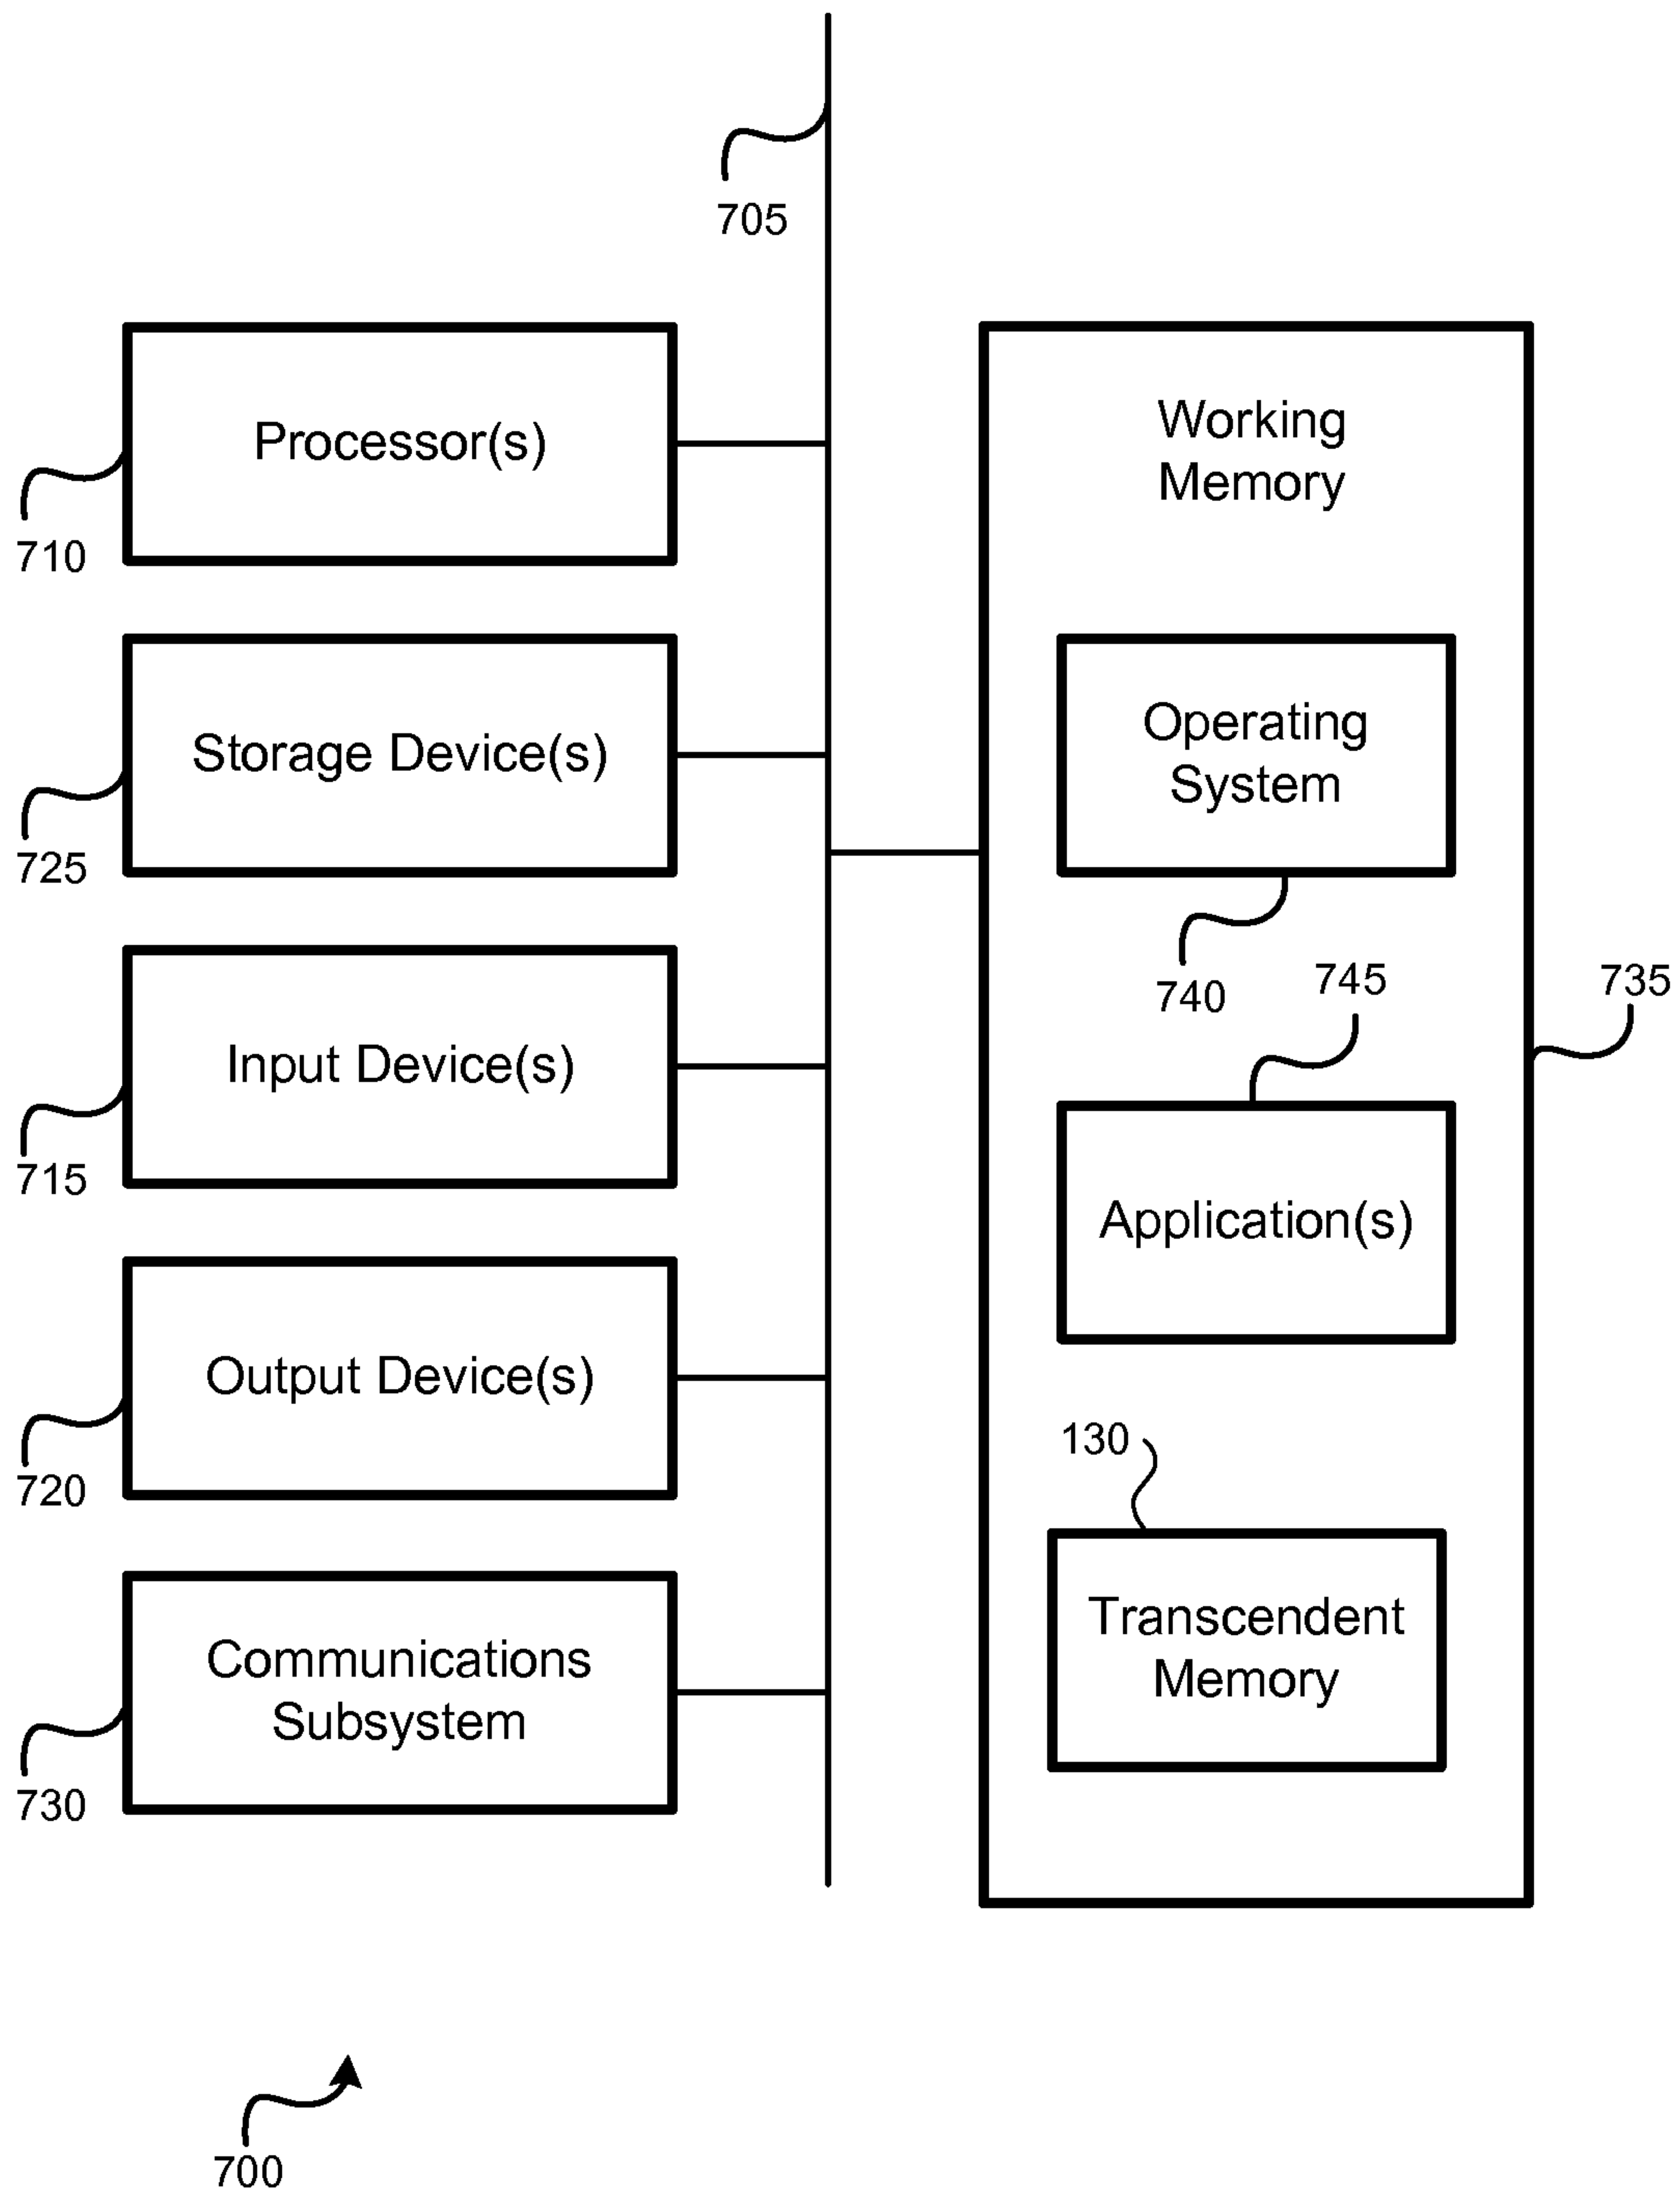 705
Processor(s)
710
Storage Device(s)
725
Input Device(s)
715
Output Device(s)
720
Communications
Subsystem
730
Working
Memory
Operating
System
740
745
735
Application(s)
130
Transcendent
Memory
700